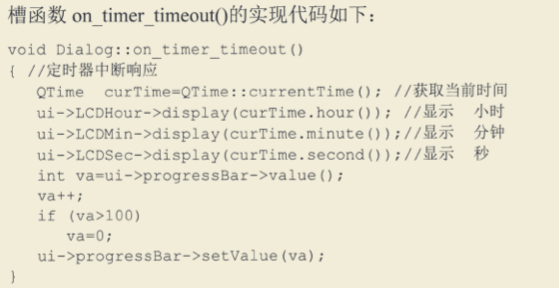 槽函数 on_timer_timeout()的实现代码如下：
void Dialog::on_timer_timeout()
{ //定时器中断响应
QTime  curTime=QTime::currentTime(); //获取当前时间
ui->LCDHour->display(curTime.hour()); //显示  小时
ui->LCDMin->display(curTime.minute());//显示  分钟
ui->LCDSec->display(curTime.second());//显示  秒
int va=ui->progressBar->value();
va++;
if (va>100)
va=0;
ui->progressBar->setValue(va);
}